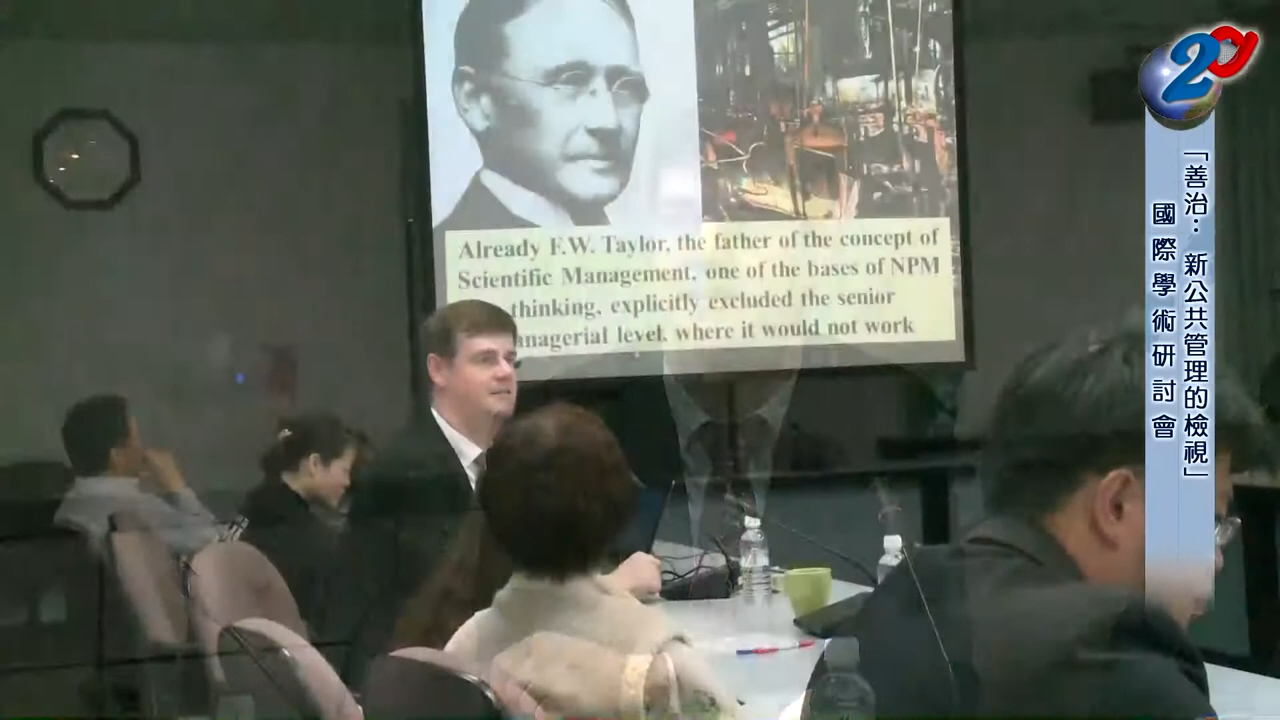 Already F.W. Taylor, the father of the concept of
Scientific Management, one of the bases of NPM
thinking, explicitly excluded the senior
anagerial level, where it would not work
20
「善治：新公共管理的檢視」
國際學術研討會